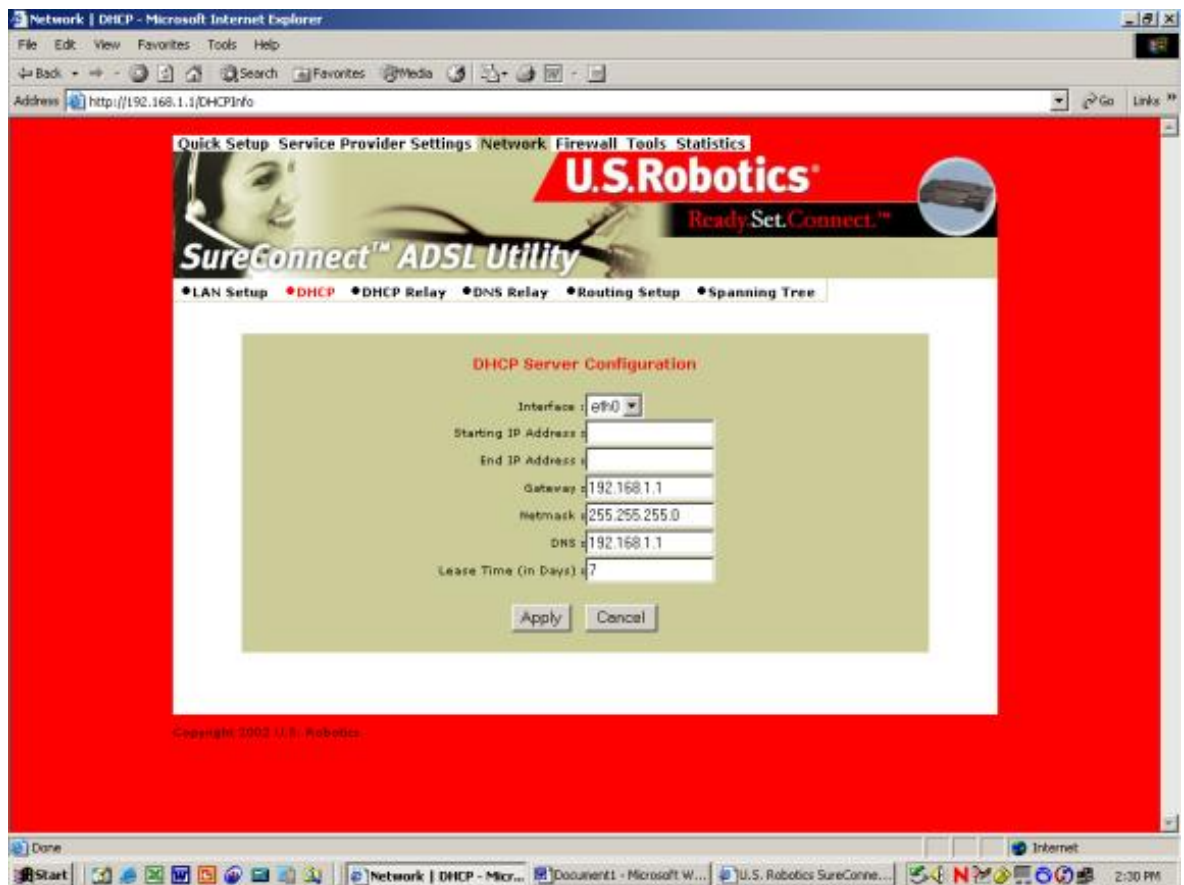 Network | DHCP - Microsoft Internet Explorer
File Edit View Favorites Tools Help
Back Search Favorites Media
Address http://192.168.1.1/DHCPInfo Go Links »
Quick Setup Service Provider Settings Network Firewall Tools Statistics
U.S.Robotics®
Ready.Set.Connect.™
SureConnect™ ADSL Utility
LAN Setup DHCP DHCP Relay DNS Relay Routing Setup Spanning Tree
DHCP Server Configuration
Interface : eth0
Starting IP Address :
End IP Address :
Gateway : 192.168.1.1
Netmask : 255.255.255.0
DNS : 192.168.1.1
Lease Time (in Days) : 7
Apply Cancel
Copyright 2002 U.S. Robotics.
Done Internet
Start Network | DHCP - Micr... Document1 - Microsoft W... U.S. Robotics SureConne... 2:30 PM